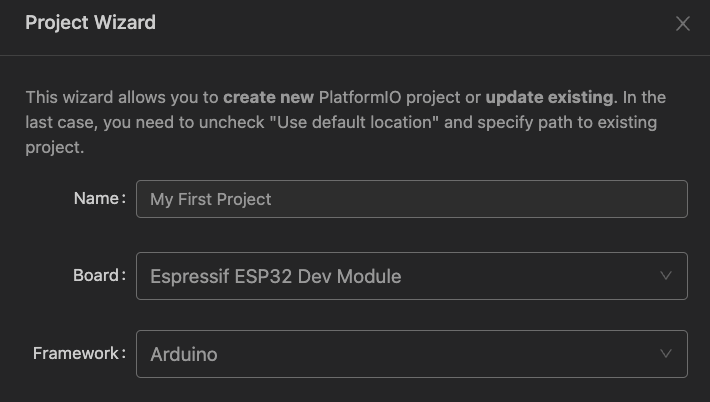 Project Wizard
This wizard allows you to create new PlatformIO project or update existing. In the
last case, you need to uncheck "Use default location" and specify path to existing
project.
Name: My First Project
Board: Espressif ESP32 Dev Module
Framework: Arduino